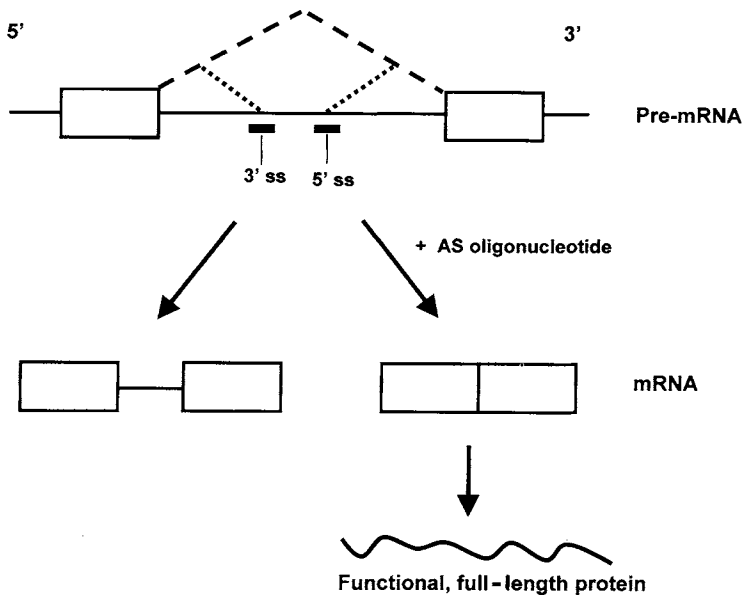 5’
3’
Pre-mRNA
3’ ss
5’ ss
+ AS oligonucleotide
mRNA
Functional, full-length protein